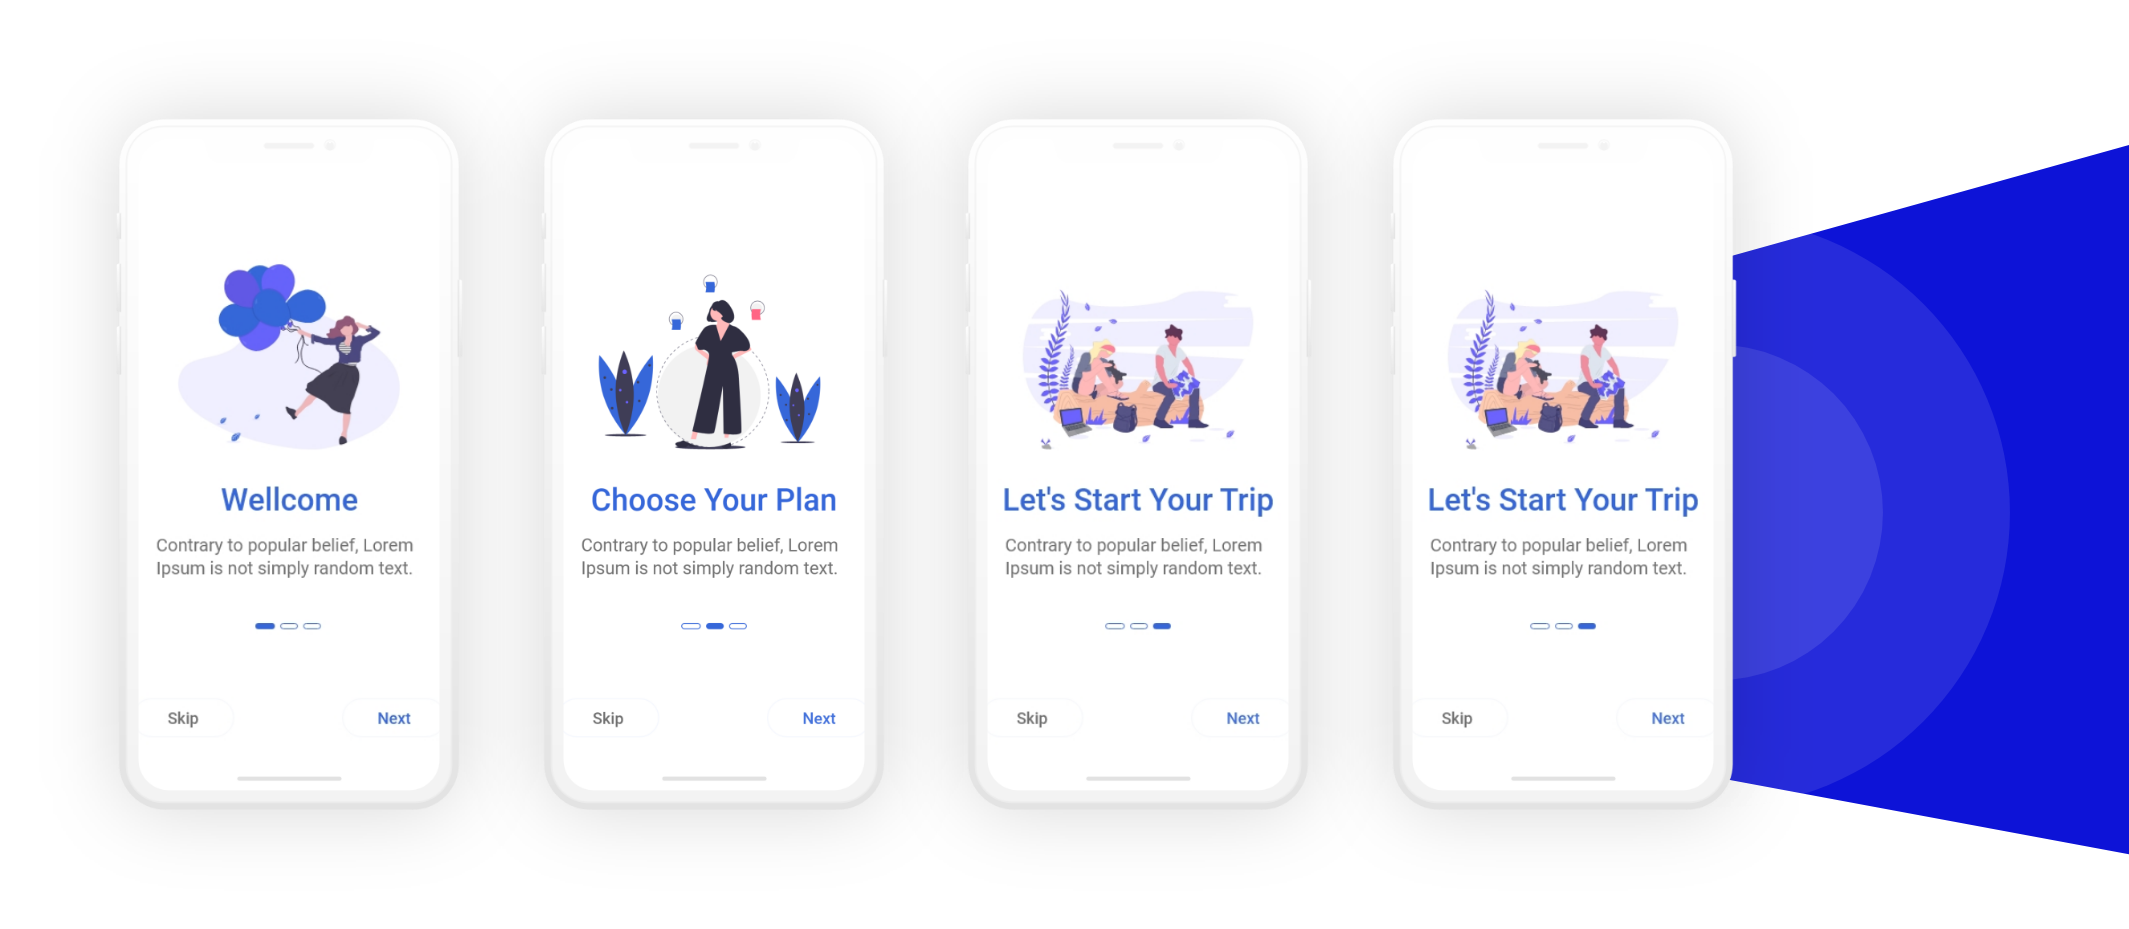 Wellcome
Contrary to popular belief, Lorem
Ipsum is not simply random text.
Skip
Next
Choose Your Plan
Contrary to popular belief, Lorem
Ipsum is not simply random text.
Skip
Next
Let's Start Your Trip
Contrary to popular belief, Lorem
Ipsum is not simply random text.
Skip
Next
Let's Start Your Trip
Contrary to popular belief, Lorem
Ipsum is not simply random text.
Skip
Next